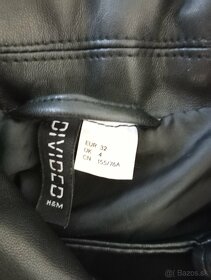 DIVIDED
H&M
EUR 32
UK 4
CN 155/76A
bazos.sk